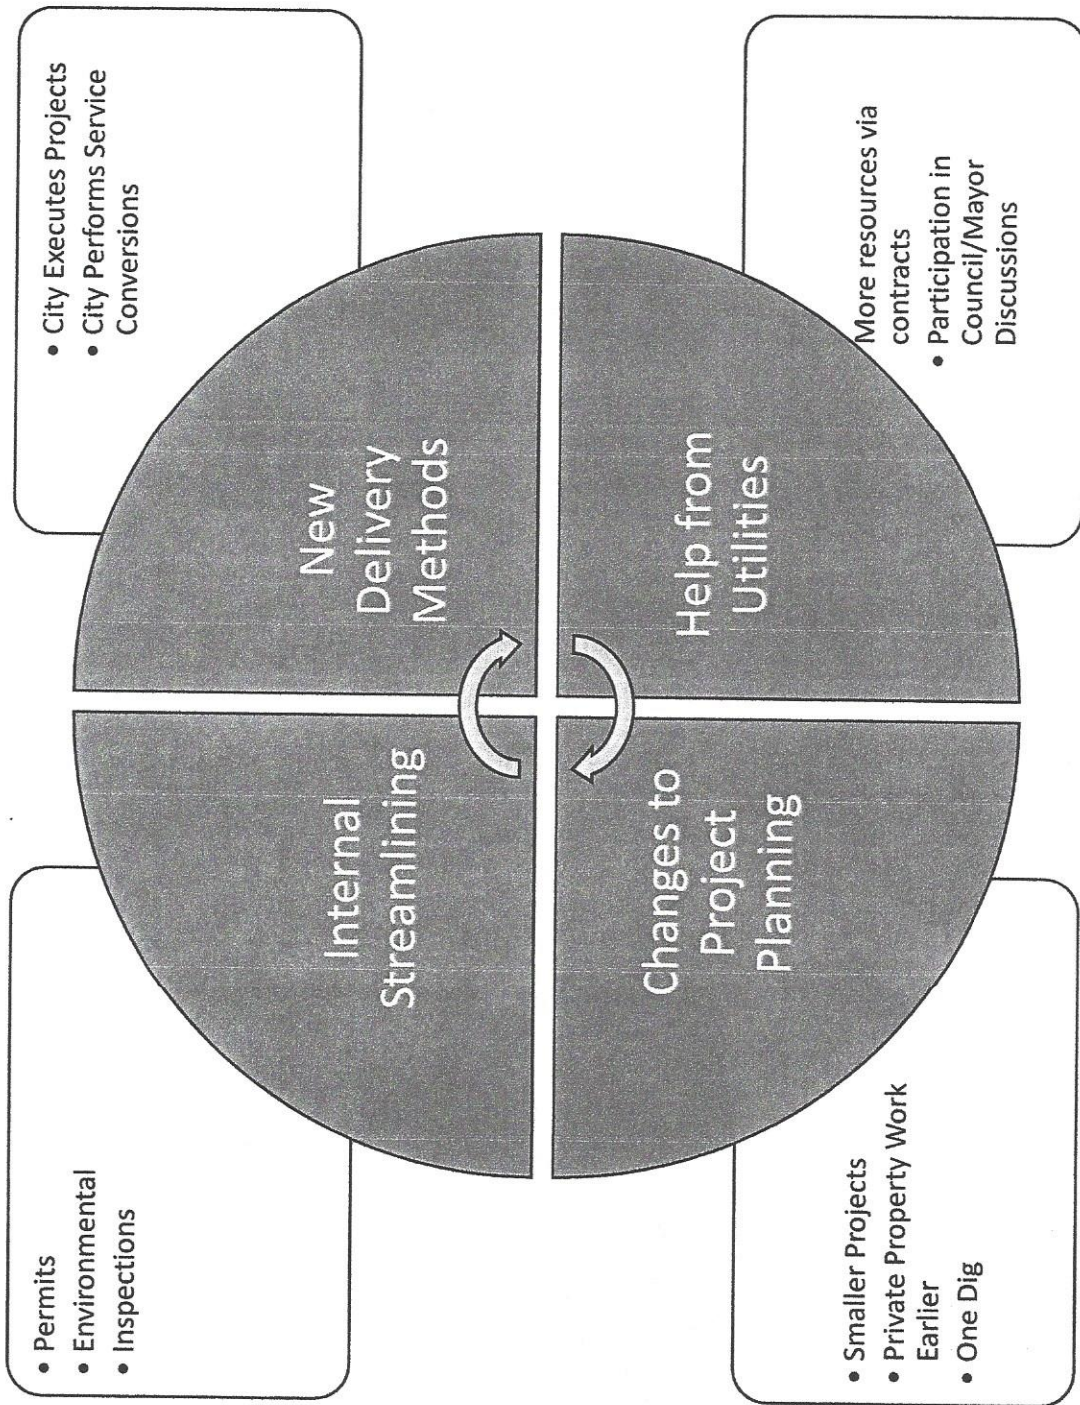 • Permits
• Environmental
• Inspections
• City Executes Projects
• City Performs Service
Conversions
Internal
Streamlining
New
Delivery
Methods
Changes to
Project
Planning
Help from
Utilities
• Smaller Projects
• Private Property Work
Earlier
• One Dig
More resources via
contracts
• Participation in
Council/Mayor
Discussions